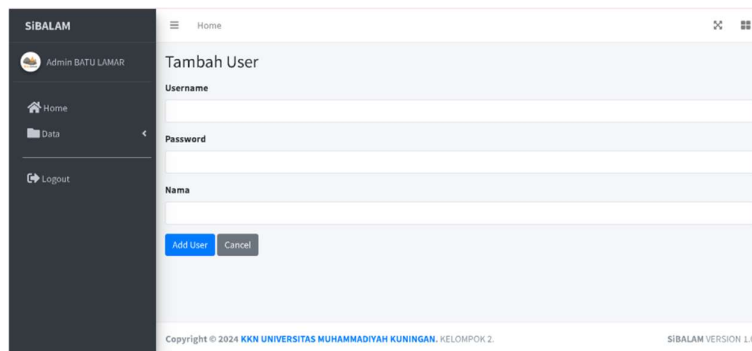 SiBALAM
Home
Admin BATU LAMAR
Tambah User
Username
Home
Data
Password
Logout
Nama
Add User Cancel
Copyright © 2024 KKN UNIVERSITAS MUHAMMADIYAH KUNINGAN. KELOMPOK 2.
SiBALAM VERSION